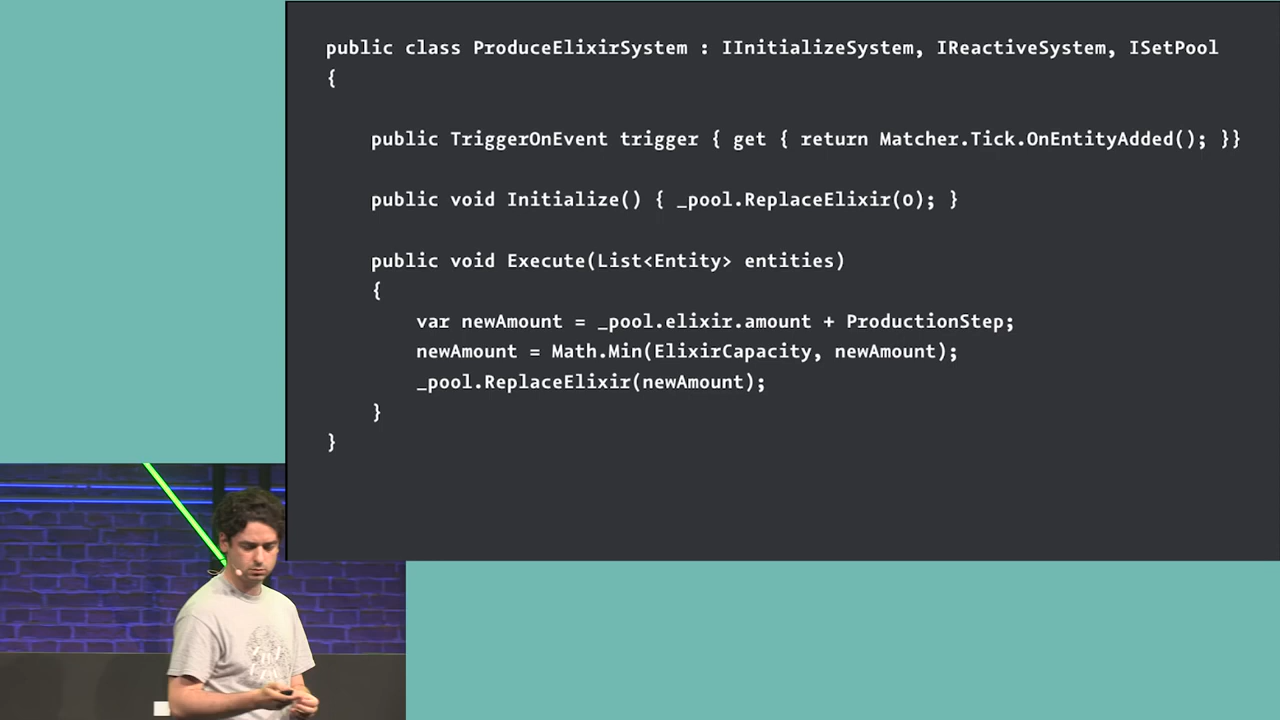 public class ProduceElixirSystem : IInitializeSystem, IReactiveSystem, ISetPool
{
public TriggerOnEvent trigger { get { return Matcher.Tick.OnEntityAdded(); }}
public void Initialize() { _pool.ReplaceElixir(0); }
public void Execute(List<Entity> entities)
{
var newAmount = _pool.elixir.amount + ProductionStep;
newAmount = Math.Min(ElixirCapacity, newAmount);
_pool.ReplaceElixir(newAmount);
}
}